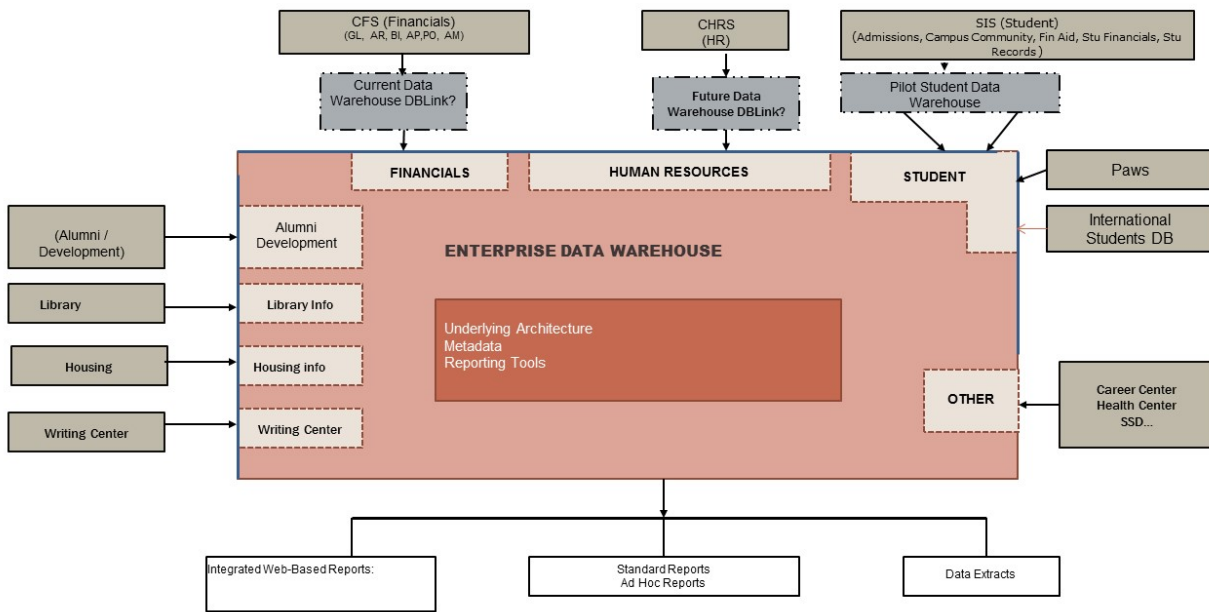 CFS (Financials)
(GL, AR, BI, AP,PO, AM)
CHRS
(HR)
SIS (Student)
(Admissions, Campus Community, Fin Aid, Stu Financials, Stu
Records)
Current Data
Warehouse DBLink?
Future Data
Warehouse DBLink?
Pilot Student Data
Warehouse
FINANCIALS
HUMAN RESOURCES
STUDENT
Paws
(Alumni /
Development)
Alumni
Development
International
Students DB
ENTERPRISE DATA WAREHOUSE
Library
Library Info
Underlying Architecture
Metadata
Reporting Tools
Housing
Housing info
OTHER
Career Center
Health Center
SSD...
Writing Center
Writing Center
Integrated Web-Based Reports:
Standard Reports
Ad Hoc Reports
Data Extracts